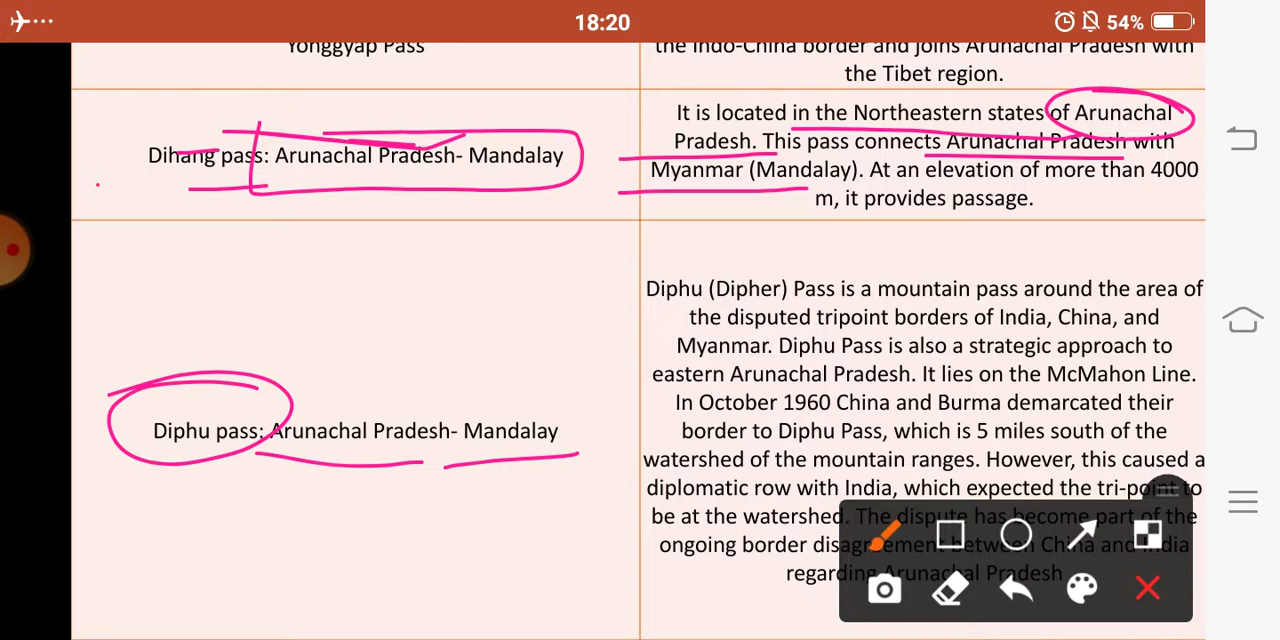 18:20
54%
Yonggyap Pass
the Indo-China border and joins Arunachal Pradesh with
the Tibet region.
Dihang pass: Arunachal Pradesh- Mandalay
It is located in the Northeastern states of Arunachal
Pradesh. This pass connects Arunachal Pradesh with
Myanmar (Mandalay). At an elevation of more than 4000
m, it provides passage.
Diphu pass: Arunachal Pradesh- Mandalay
Diphu (Dipher) Pass is a mountain pass around the area of
the disputed tripoint borders of India, China, and
Myanmar. Diphu Pass is also a strategic approach to
eastern Arunachal Pradesh. It lies on the McMahon Line.
In October 1960 China and Burma demarcated their
border to Diphu Pass, which is 5 miles south of the
watershed of the mountain ranges. However, this caused a
diplomatic row with India, which expected the tri-point to
be at the watershed. The dispute has become part of the
ongoing border disagreement between China and India
regarding Arunachal Pradesh